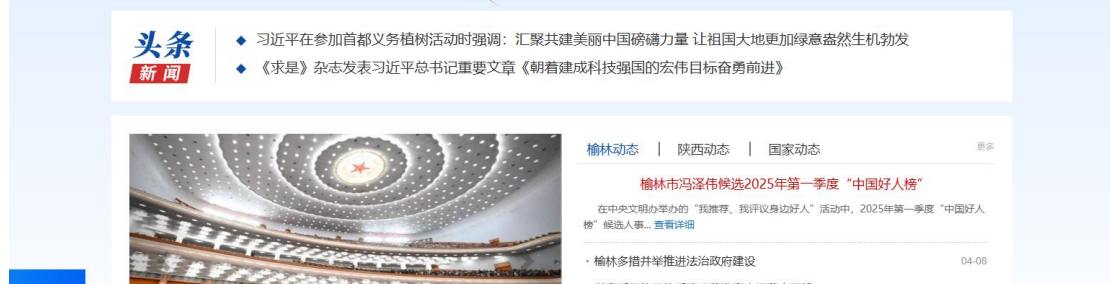 头条
新闻
◆ 习近平在参加首都义务植树活动时强调：汇聚共建美丽中国磅礴力量 让祖国大地更加绿意盎然生机勃发
◆ 《求是》杂志发表习近平总书记重要文章《朝着建成科技强国的宏伟目标奋勇前进》
榆林动态 | 陕西动态 | 国家动态 更多
榆林市冯泽伟候选2025年第一季度“中国好人榜”
在中央文明办举办的“我推荐、我评议身边好人”活动中，2025年第一季度“中国好人
榜”候选人事... 查看详细
· 榆林多措并举推进法治政府建设 04-08